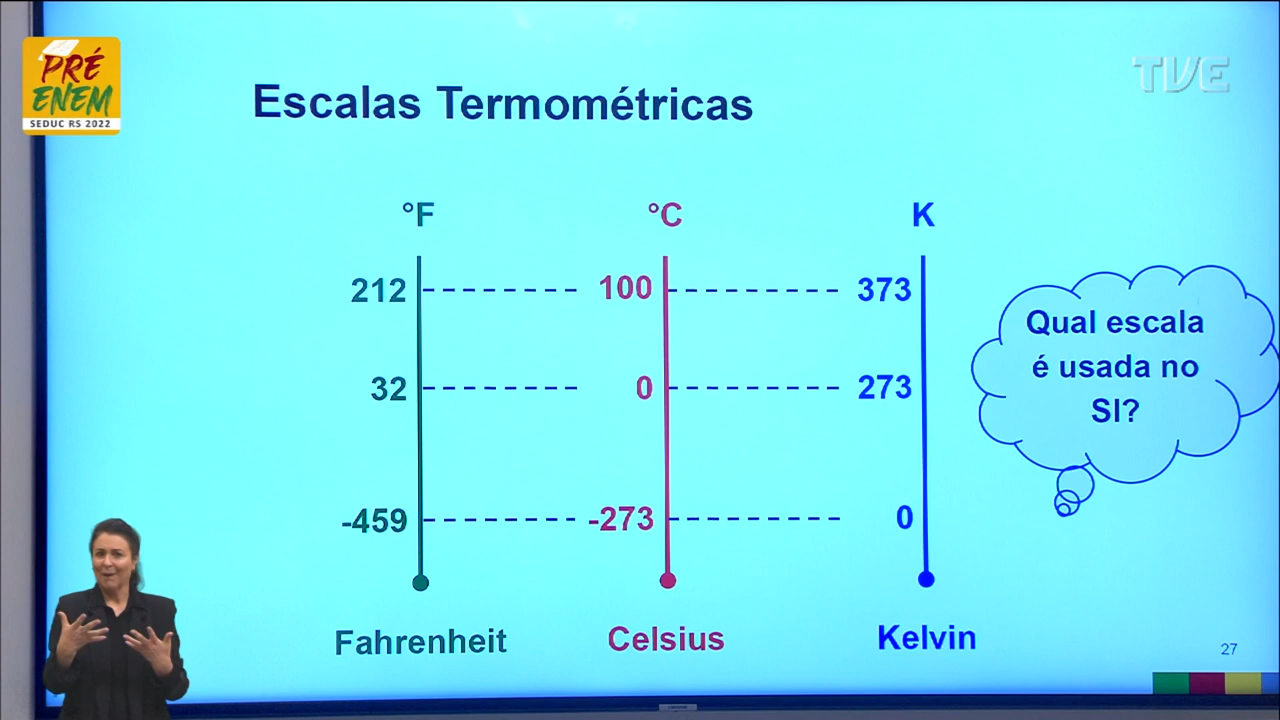 PRÉ
ENEM
SEDUC RS 2022
TVE
Escalas Termométricas
°F
°C
K
212
100
373
32
0
273
-459
-273
0
Qual escala
é usada no
SI?
Fahrenheit
Celsius
Kelvin
27